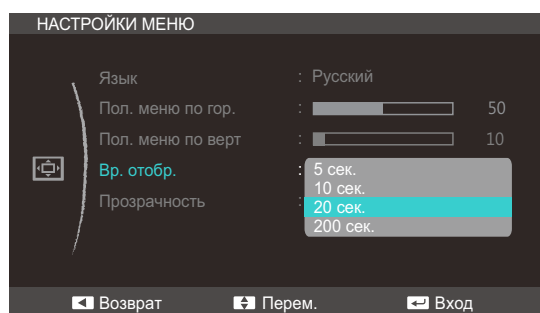 НАСТРОЙКИ МЕНЮ
Язык : Русский
Пол. меню по гор. : 50
Пол. меню по верт : 10
Вр. отобр. : 5 сек.
10 сек.
Прозрачность : 20 сек.
200 сек.
Возврат Перем. Вход